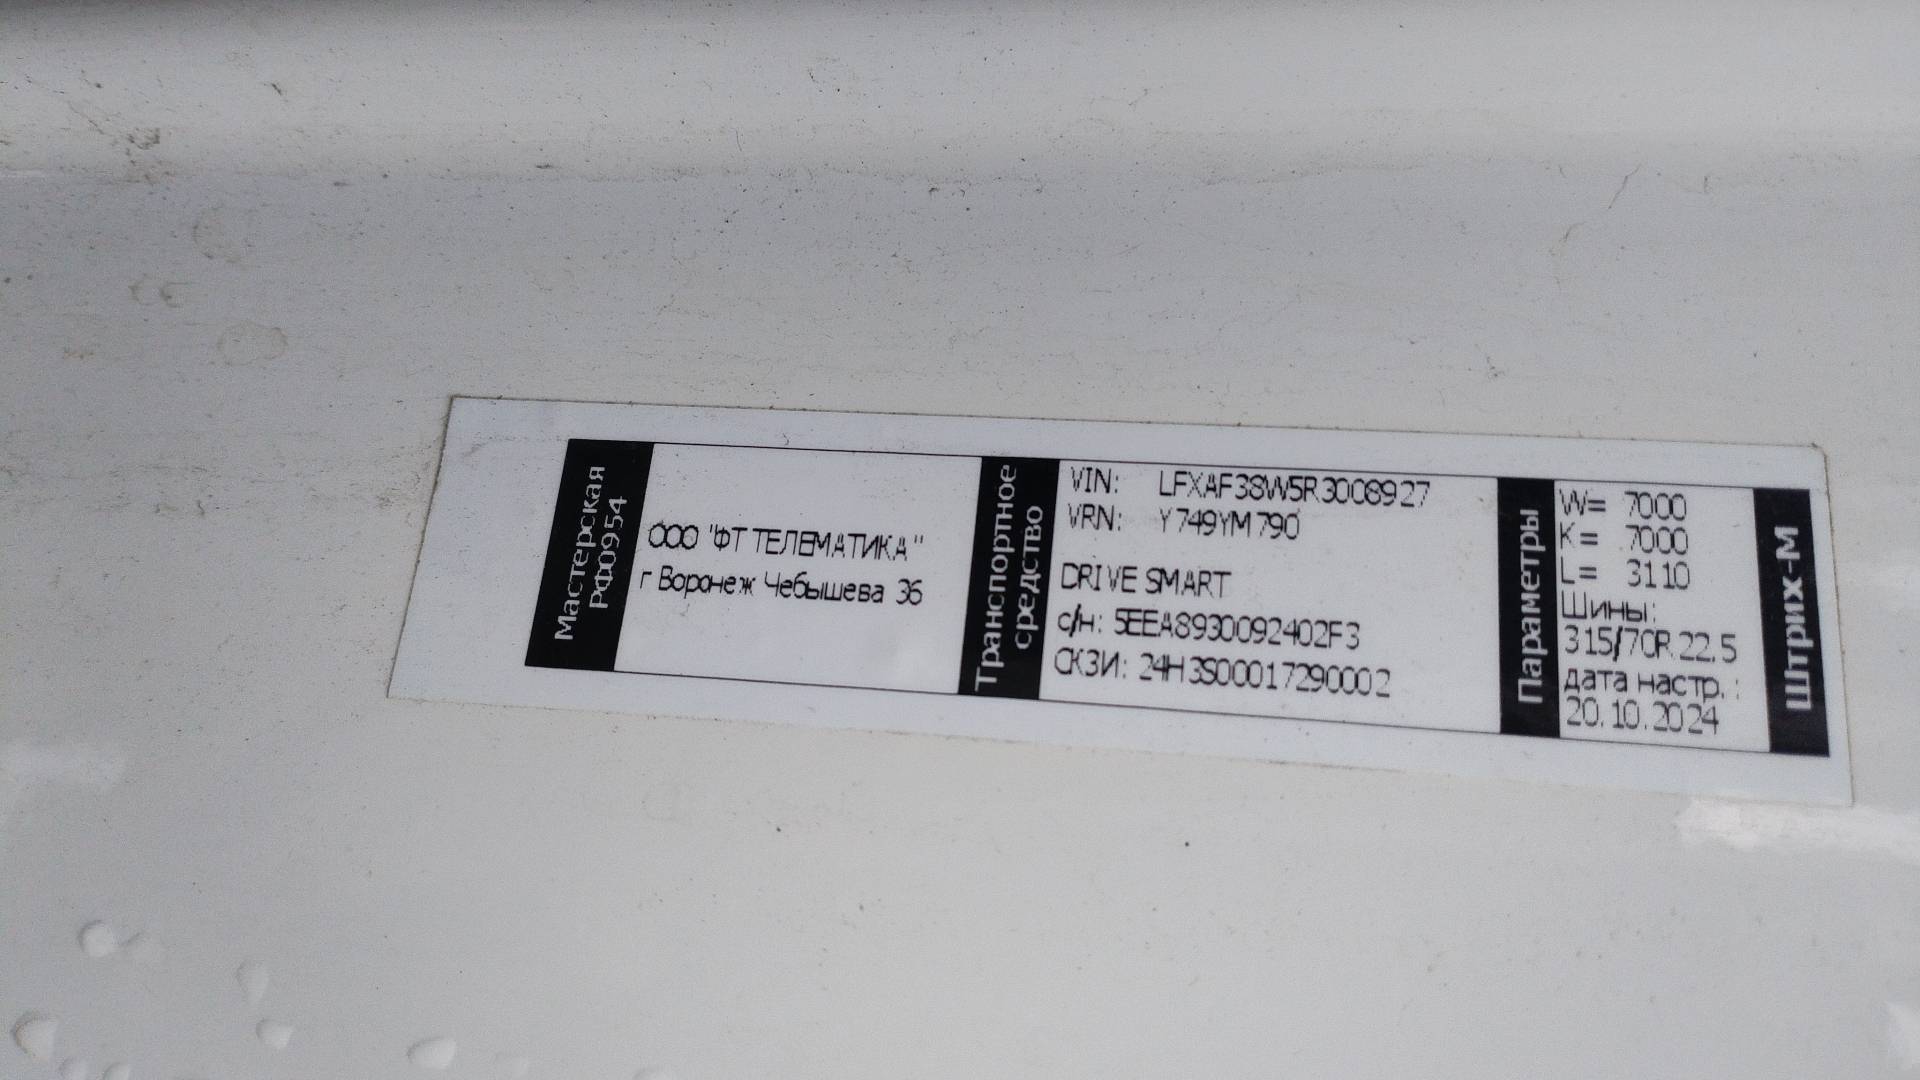 Мастерская
РФ0954
ООО "ФТ ТЕЛЕМАТИКА"
г Воронеж Чебышева 36
Транспортное
средство
VIN: LFXAF38W5R3008927
VRN: Y749YM790
DRIVE SMART
с/н: 5EEA8930092402F3
СКЗИ: 24H3S00017290002
Параметры
W= 7000
K= 7000
L= 3110
Шины:
315/70R 22.5
дата настр. :
20.10.2024
Штрих-М